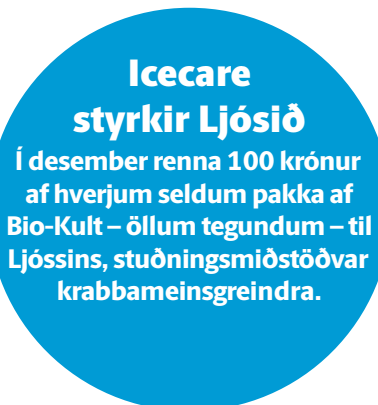 Icecare
styrkir Ljósið
Í desember renna 100 krónur
af hverjum seldum pakka af
Bio-Kult – öllum tegundum – til
Ljóssins, stuðningsmiðstöðvar
krabbameinsgreindra.